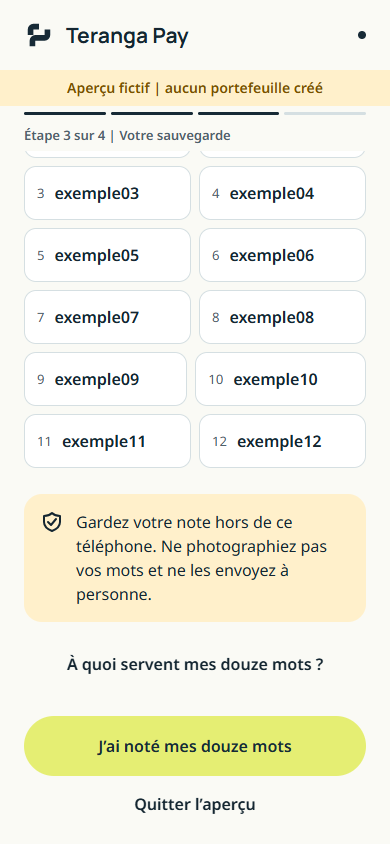 Teranga Pay
Aperçu fictif | aucun portefeuille créé
Étape 3 sur 4 | Votre sauvegarde
3 exemple03
4 exemple04
5 exemple05
6 exemple06
7 exemple07
8 exemple08
9 exemple09
10 exemple10
11 exemple11
12 exemple12
Gardez votre note hors de ce
téléphone. Ne photographiez pas
vos mots et ne les envoyez à
personne.
À quoi servent mes douze mots ?
J’ai noté mes douze mots
Quitter l’aperçu